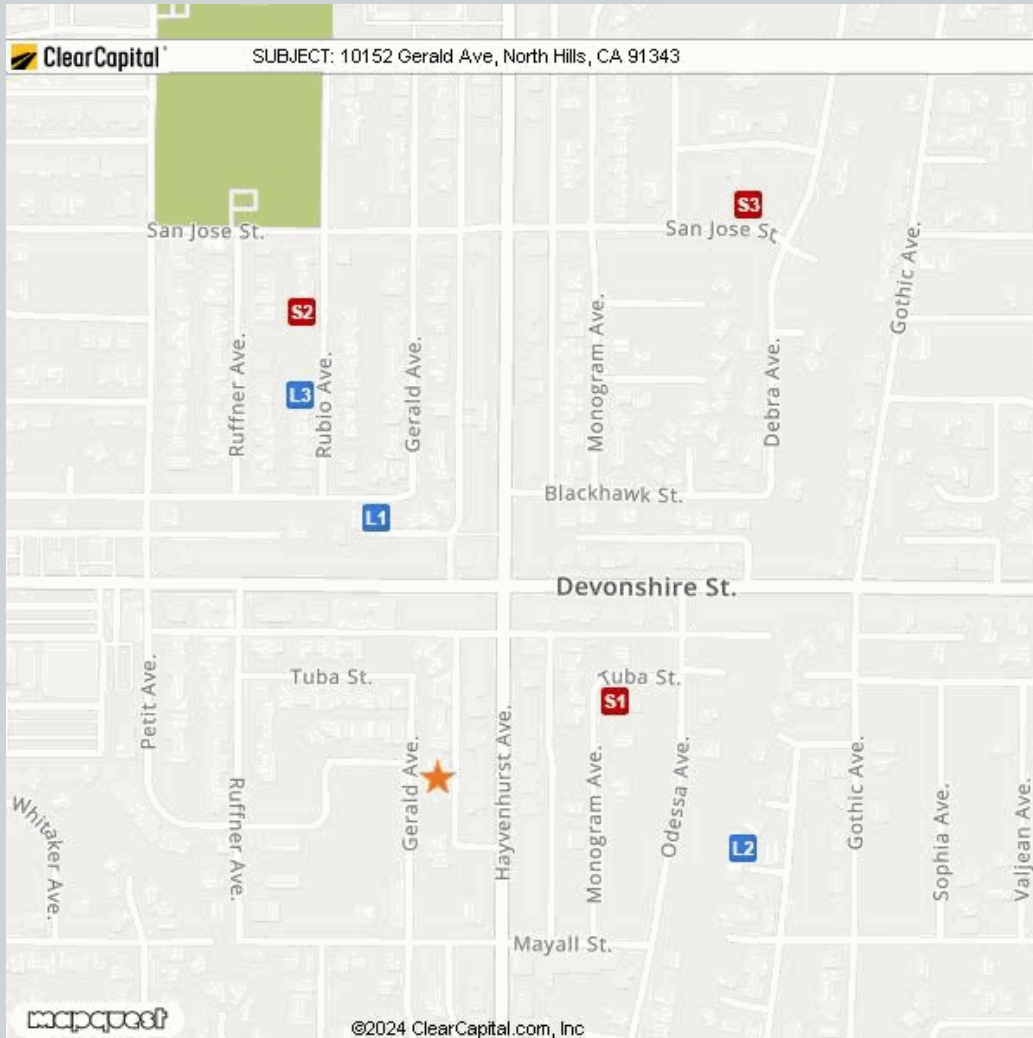 ClearCapital®
SUBJECT: 10152 Gerald Ave, North Hills, CA 91343
S3
San Jose St.
San Jose St
Gothic Ave.
S2
Ruffner Ave.
Rubio Ave.
Gerald Ave.
Monogram Ave.
Debra Ave.
L3
Blackhawk St.
L1
Devonshire St.
Tuba St.
Tuba St.
S1
Petit Ave.
Hayvenhurst Ave.
Gerald Ave.
Ruffner Ave.
Whitaker Ave.
Monogram Ave.
Odessa Ave.
L2
Gothic Ave.
Sophia Ave.
Valjean Ave.
Mayall St.
mapquest
©2024 ClearCapital.com, Inc